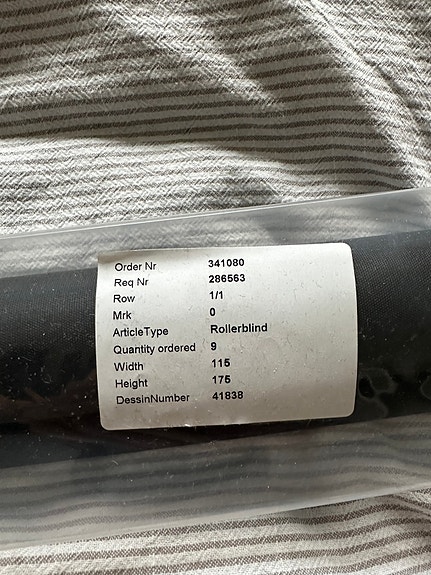 Order Nr 341080
Req Nr 286563
Row 1/1
Mrk 0
ArticleType Rollerblind
Quantity ordered 9
Width 115
Height 175
DessinNumber 41838